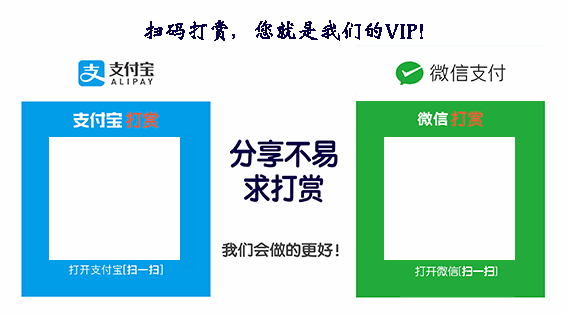 扫码打赏，您就是我们的VIP!
支付宝
ALIPAY
支付宝 打赏
打开支付宝[扫一扫]
分享不易
求打赏
我们会做的更好!
微信支付
微信 打赏
打开微信[扫一扫]